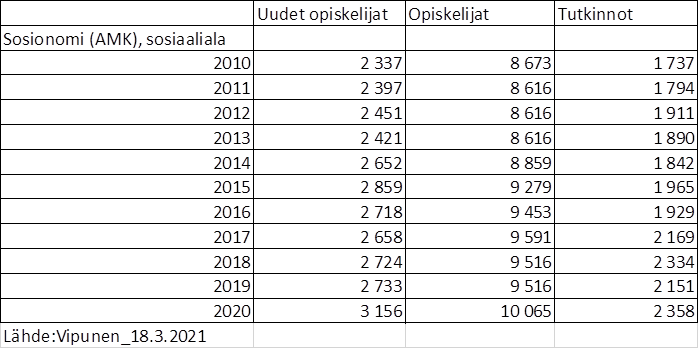 Uudet opiskelijat Opiskelijat Tutkinnot
Sosionomi (AMK), sosiaaliala
2010 2 337 8 673 1 737
2011 2 397 8 616 1 794
2012 2 451 8 616 1 911
2013 2 421 8 616 1 890
2014 2 652 8 859 1 842
2015 2 859 9 279 1 965
2016 2 718 9 453 1 929
2017 2 658 9 591 2 169
2018 2 724 9 516 2 334
2019 2 733 9 516 2 151
2020 3 156 10 065 2 358
Lähde:Vipunen_18.3.2021